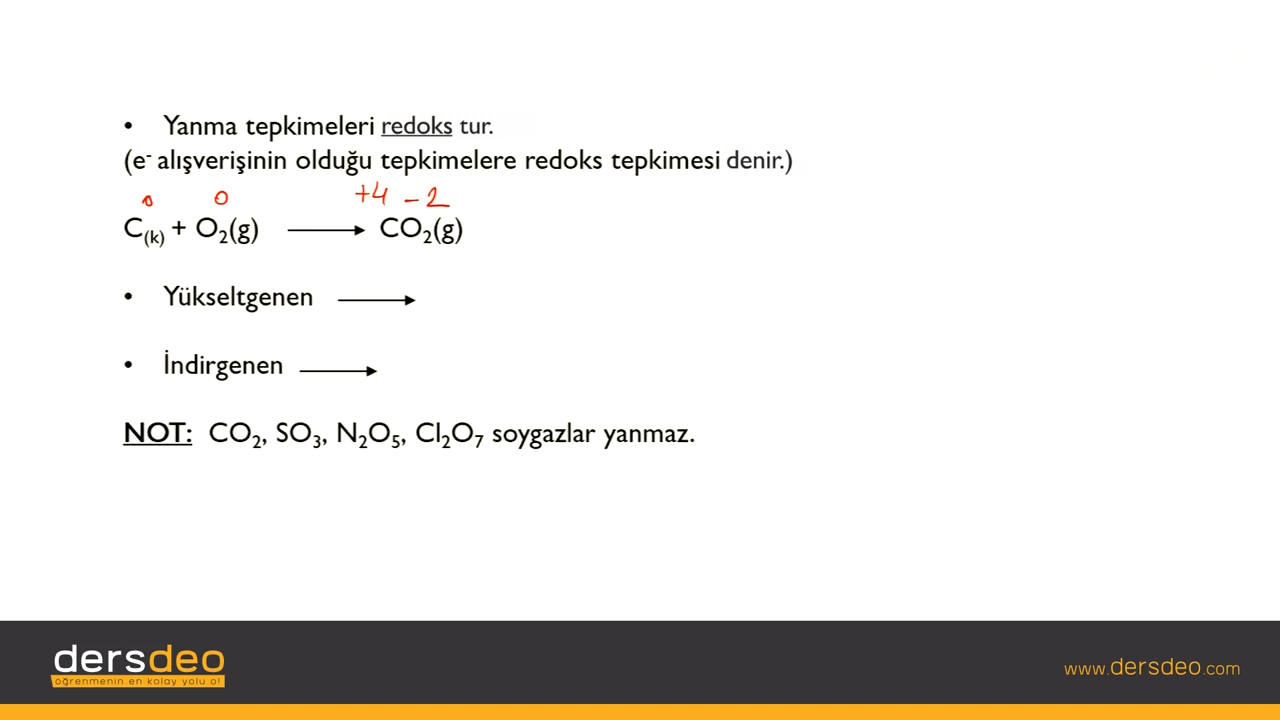 • Yanma tepkimeleri redoks tur.
(e⁻ alışverişinin olduğu tepkimelere redoks tepkimesi denir.)
0 0 +4 -2
C(k) + O₂(g) ⟶ CO₂(g)
• Yükseltgenen ⟶
• İndirgenen ⟶
NOT: CO₂, SO₃, N₂O₅, Cl₂O₇ soygazlar yanmaz.
dersdeo
öğrenmenin en kolay yolu o!
www.dersdeo.com